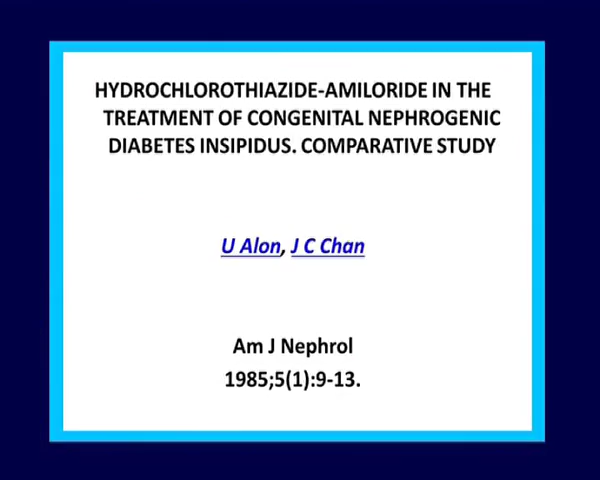 HYDROCHLOROTHIAZIDE-AMILORIDE IN THE
TREATMENT OF CONGENITAL NEPHROGENIC
DIABETES INSIPIDUS. COMPARATIVE STUDY
U Alon, J C Chan
Am J Nephrol
1985;5(1):9-13.